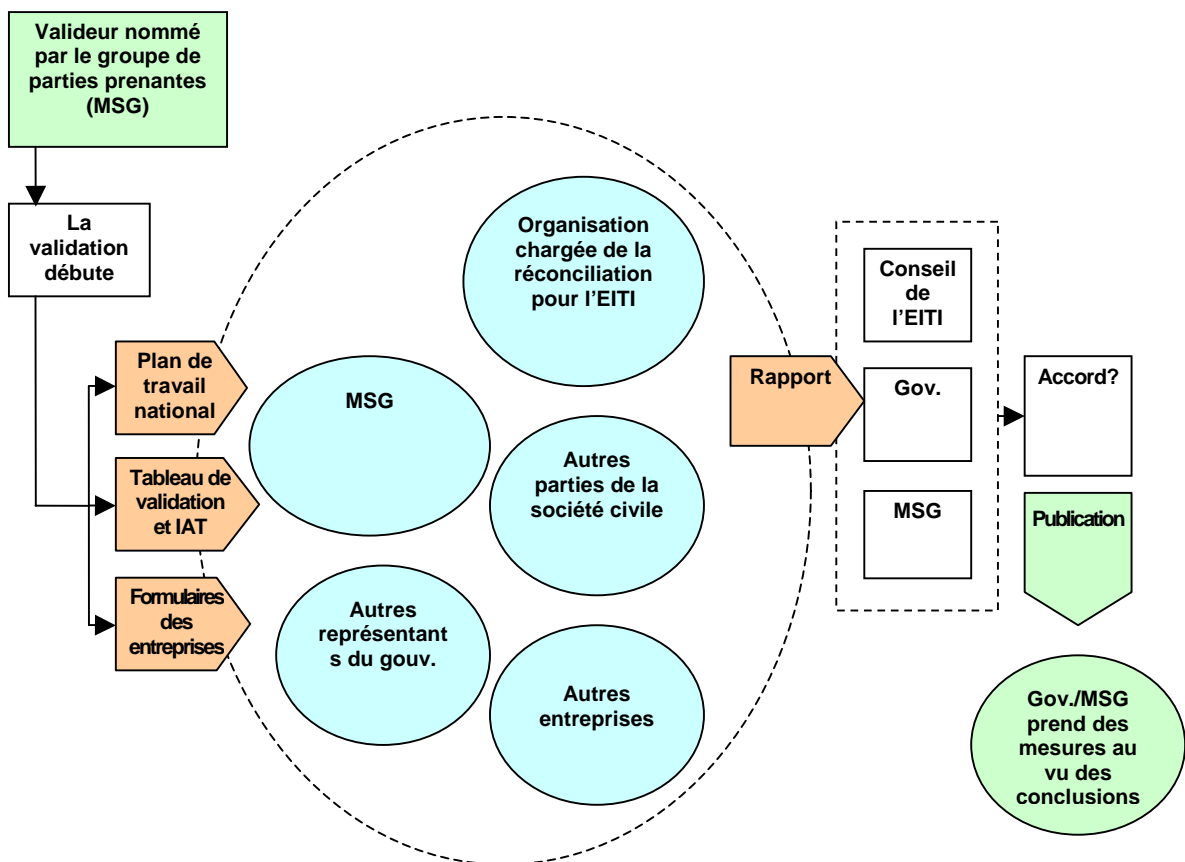 Valideur nommé
par le groupe de
parties prenantes
(MSG)
La
validation
débute
Plan de
travail
national
Tableau de
validation
et IAT
Formulaires
des
entreprises
Organisation
chargée de la
réconciliation
pour l’EITI
MSG
Autres
parties de la
société civile
Autres
représentant
s du gouv.
Autres
entreprises
Rapport
Conseil
de
l’EITI
Gov.
MSG
Accord?
Publication
Gov./MSG
prend des
mesures au
vu des
conclusions